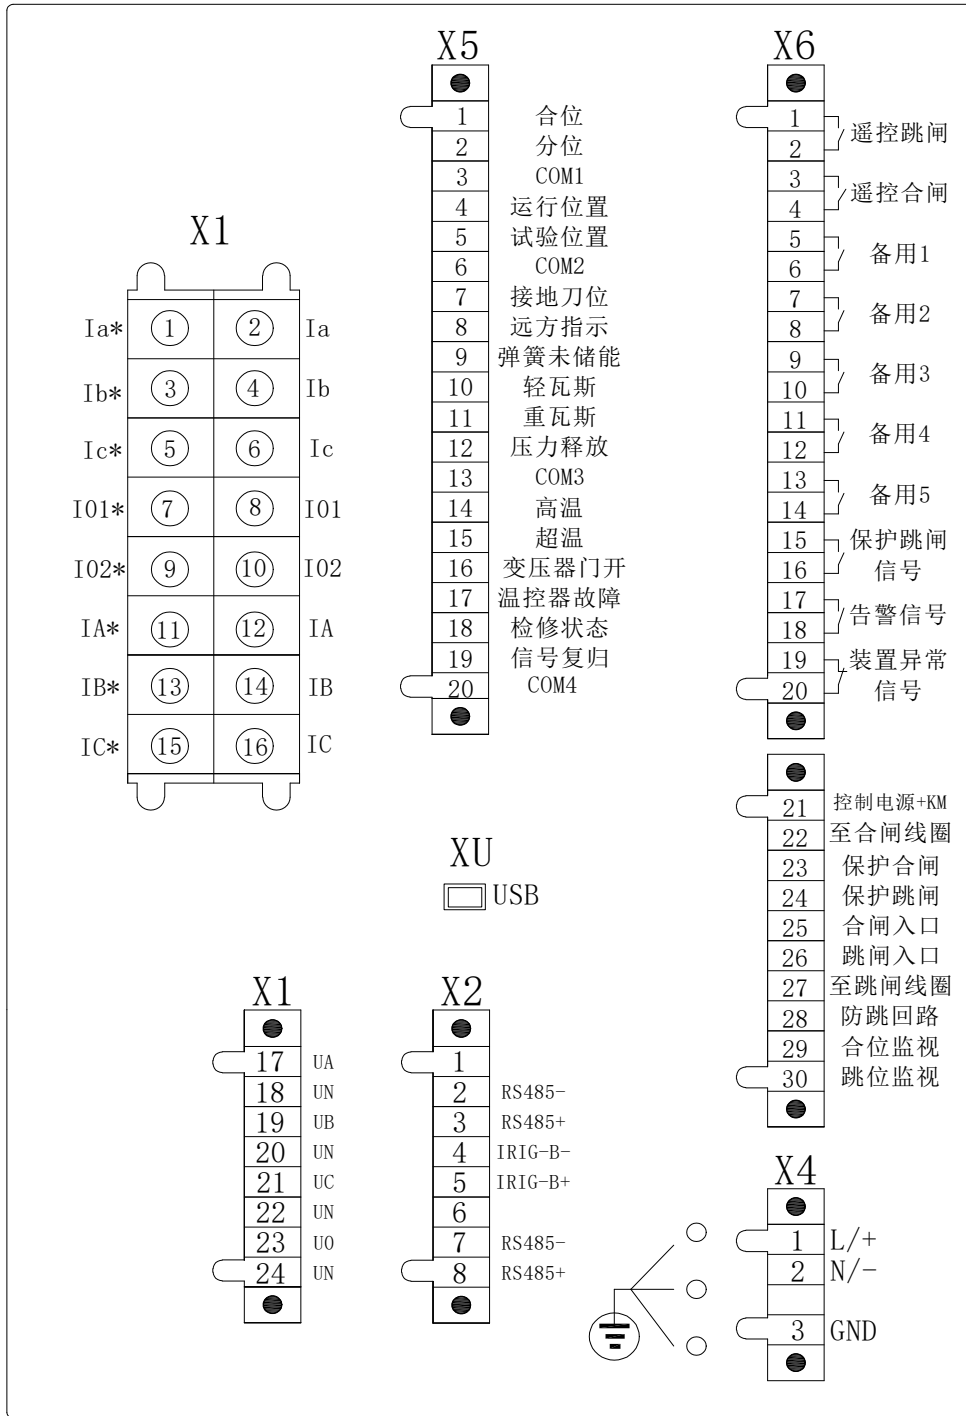 X5
1 合位
2 分位
3 COM1
4 运行位置
5 试验位置
6 COM2
7 接地刀位
8 远方指示
9 弹簧未储能
10 轻瓦斯
11 重瓦斯
12 压力释放
13 COM3
14 高温
15 超温
16 变压器门开
17 温控器故障
18 检修状态
19 信号复归
20 COM4
X6
1
2
遥控跳闸
3
4
遥控合闸
5
6
备用1
7
8
备用2
9
10
备用3
11
12
备用4
13
14
备用5
15 保护跳闸
16 信号
17
18
告警信号
19 装置异常
20 信号
21 控制电源+KM
22 至合闸线圈
23 保护合闸
24 保护跳闸
25 合闸入口
26 跳闸入口
27 至跳闸线圈
28 防跳回路
29 合位监视
30 跳位监视
X1
Ia* 1 2 Ia
Ib* 3 4 Ib
Ic* 5 6 Ic
I01* 7 8 I01
I02* 9 10 I02
IA* 11 12 IA
IB* 13 14 IB
IC* 15 16 IC
XU
USB
X1
17 UA
18 UN
19 UB
20 UN
21 UC
22 UN
23 U0
24 UN
X2
1
2 RS485-
3 RS485+
4 IRIG-B-
5 IRIG-B+
6
7 RS485-
8 RS485+
X4
1 L/+
2 N/-
3 GND